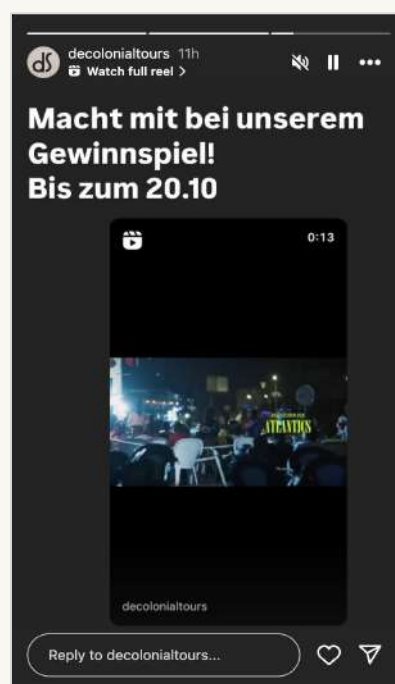 dS
decolonialtours 11h
Watch full reel >
Macht mit bei unserem
Gewinnspiel!
Bis zum 20.10
0:13
ATLANTICS
decolonialtours
Reply to decolonialtours...